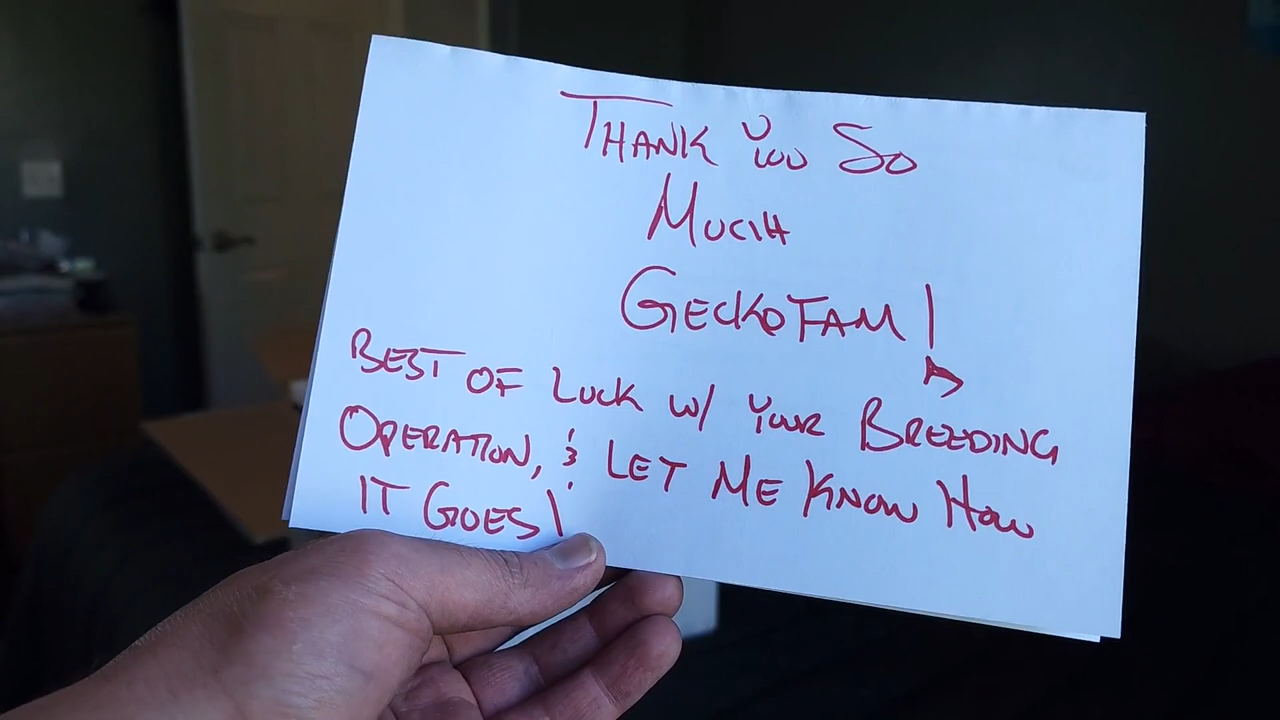 THANK YOU SO
MUCH
GECKOFAM!
BEST OF LUCK W/ YOUR BREEDING
OPERATION, & LET ME KNOW HOW
IT GOES!